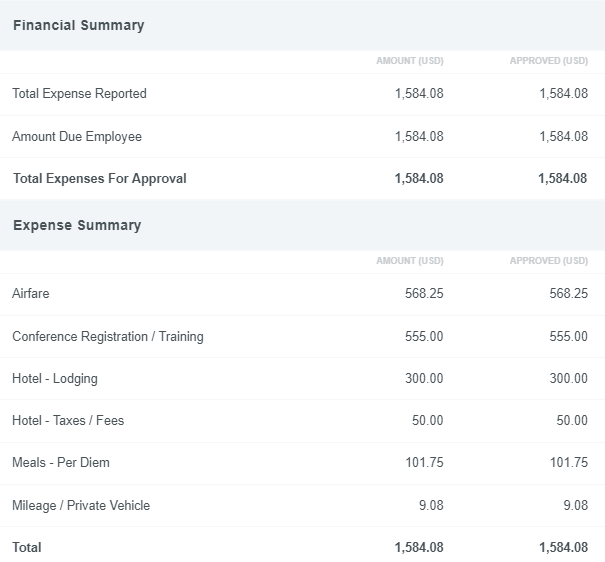 Financial Summary
AMOUNT (USD) APPROVED (USD)
Total Expense Reported 1,584.08 1,584.08
Amount Due Employee 1,584.08 1,584.08
Total Expenses For Approval 1,584.08 1,584.08
Expense Summary
AMOUNT (USD) APPROVED (USD)
Airfare 568.25 568.25
Conference Registration / Training 555.00 555.00
Hotel - Lodging 300.00 300.00
Hotel - Taxes / Fees 50.00 50.00
Meals - Per Diem 101.75 101.75
Mileage / Private Vehicle 9.08 9.08
Total 1,584.08 1,584.08